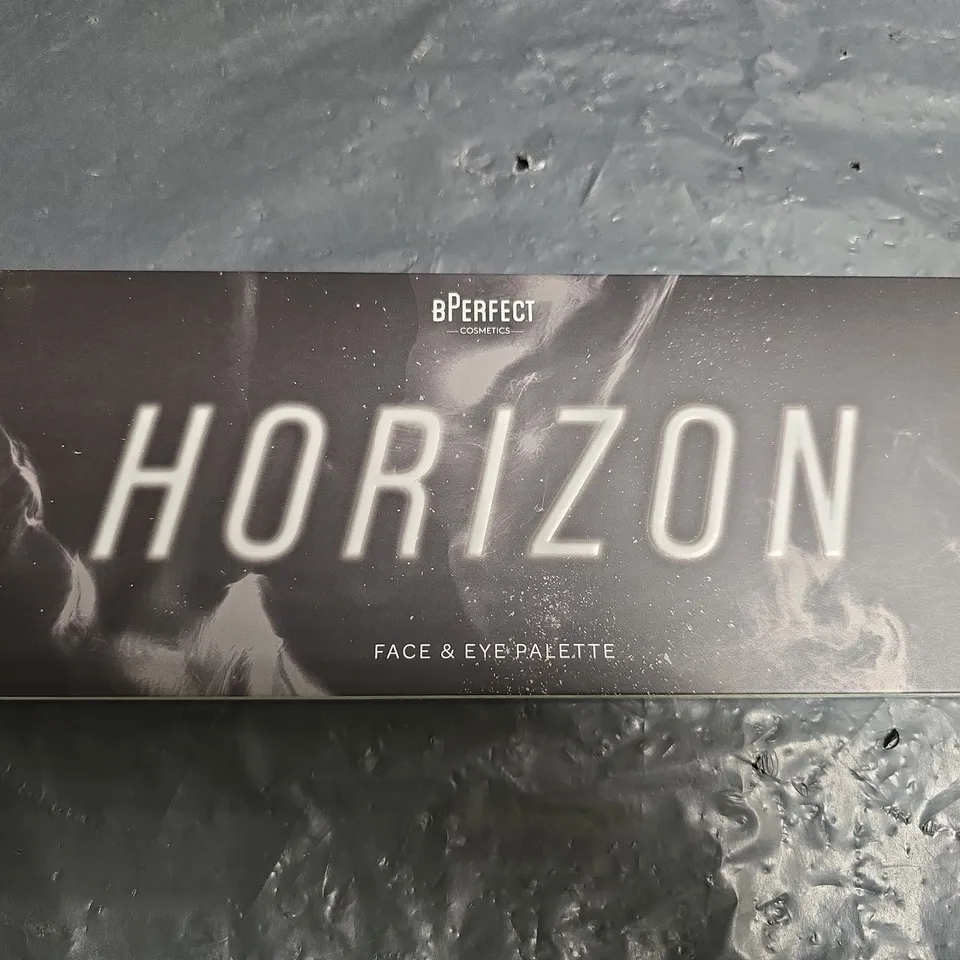 BPERFECT
COSMETICS
HORIZON
FACE & EYE PALETTE